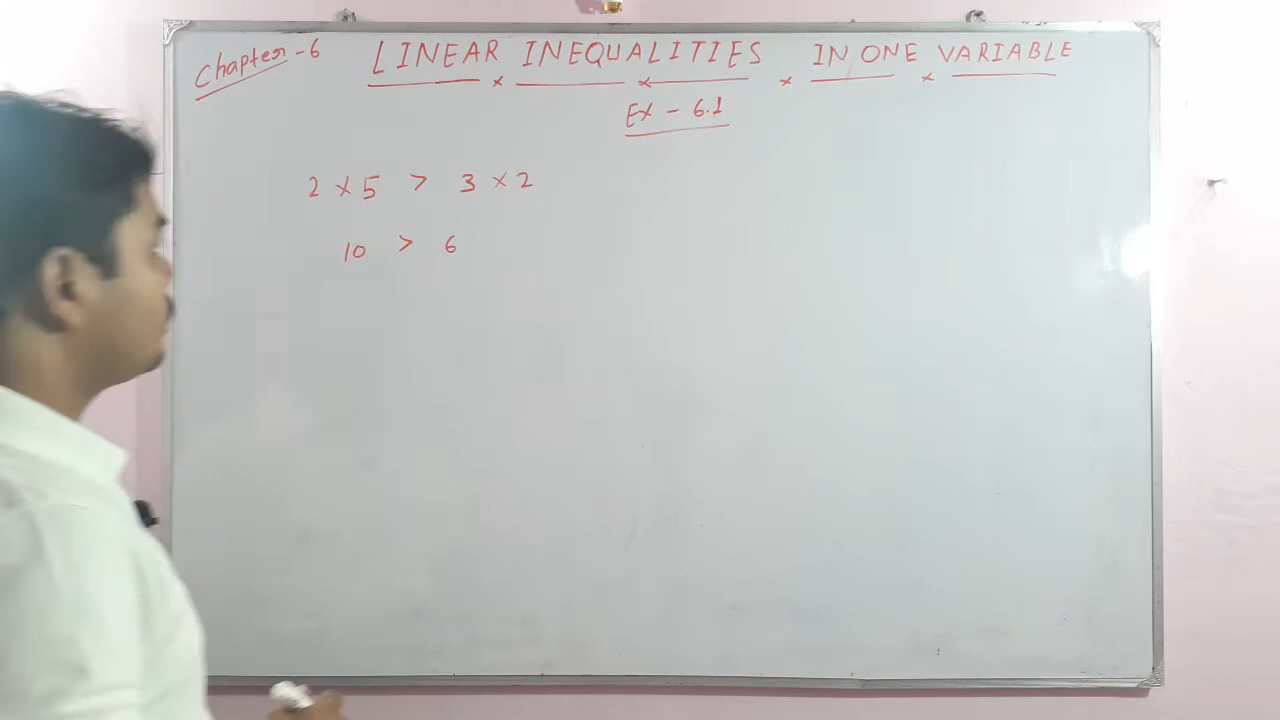 Chapter - 6
LINEAR INEQUALITIES IN ONE VARIABLE
Ex - 6.1
2 × 5 > 3 × 2
10 > 6